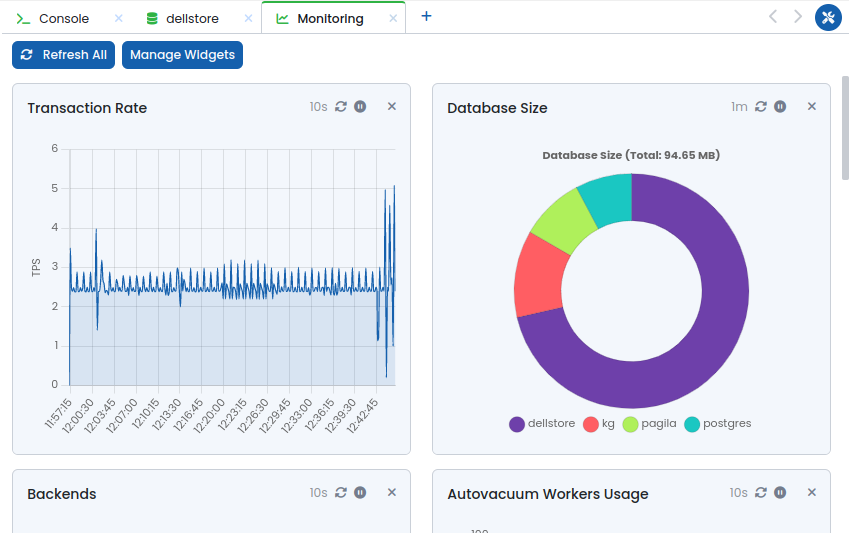 Console
dellstore
Monitoring
Refresh All
Manage Widgets
Transaction Rate
10s
6
5
4
3
2
1
0
TPS
11:57:15
12:00:30
12:03:45
12:07:00
12:10:15
12:13:30
12:16:45
12:20:00
12:23:15
12:26:30
12:29:45
12:33:00
12:36:15
12:39:30
12:42:45
Database Size
1m
Database Size (Total: 94.65 MB)
dellstore kg pagila postgres
Backends
10s
Autovacuum Workers Usage
10s
100